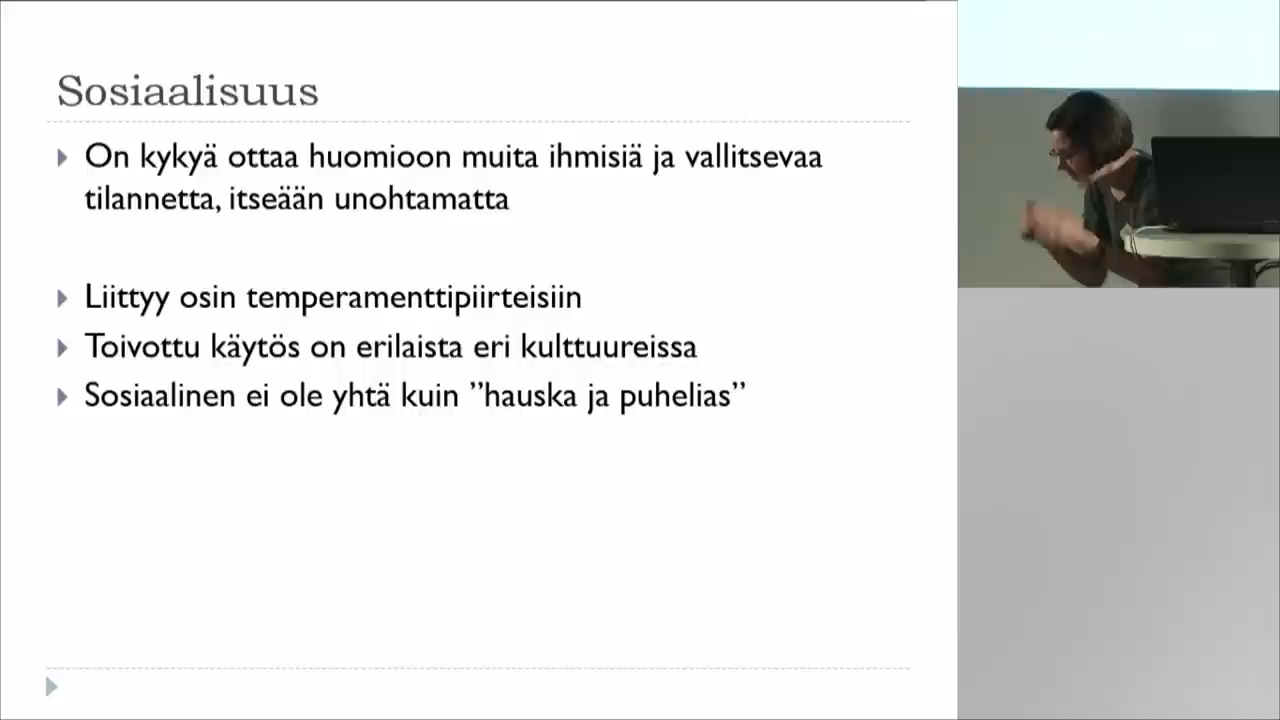 Sosiaalisuus
On kykyä ottaa huomioon muita ihmisiä ja vallitsevaa
tilannetta, itseään unohtamatta
Liittyy osin temperamenttipiirteisiin
Toivottu käytös on erilaista eri kulttuureissa
Sosiaalinen ei ole yhtä kuin ”hauska ja puhelias”